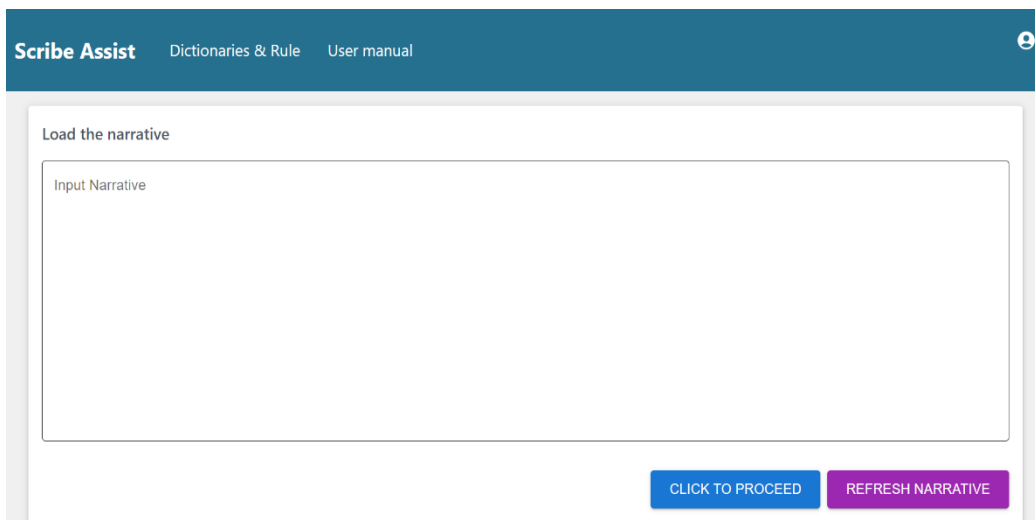 Scribe Assist Dictionaries & Rule User manual
Load the narrative
Input Narrative
CLICK TO PROCEED REFRESH NARRATIVE